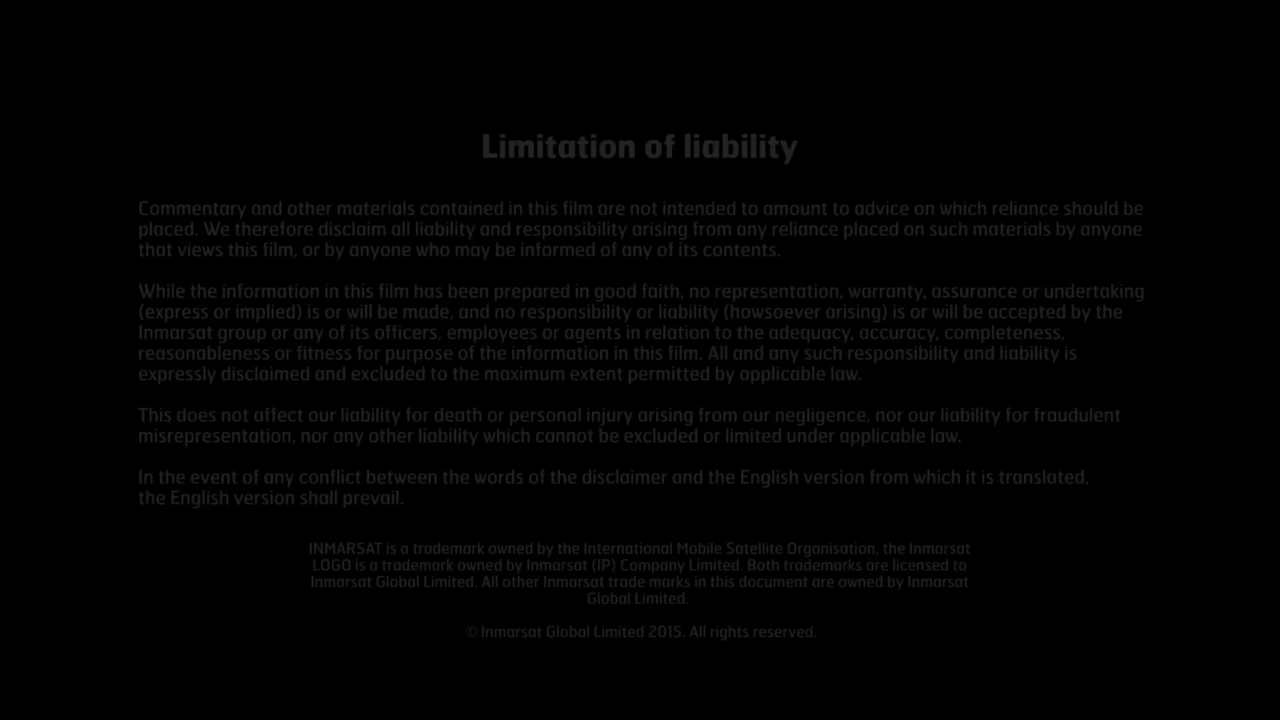 Limitation of liability
Commentary and other materials contained in this film are not intended to amount to advice on which reliance should be
placed. We therefore disclaim all liability and responsibility arising from any reliance placed on such materials by anyone
that views this film, or by anyone who may be informed of any of its contents.
While the information in this film has been prepared in good faith, no representation, warranty, assurance or undertaking
(express or implied) is or will be made, and no responsibility or liability (howsoever arising) is or will be accepted by the
Inmarsat group or any of its officers, employees or agents in relation to the adequacy, accuracy, completeness,
reasonableness or fitness for purpose of the information in this film. All and any such responsibility and liability is
expressly disclaimed and excluded to the maximum extent permitted by applicable law.
This does not affect our liability for death or personal injury arising from our negligence, nor our liability for fraudulent
misrepresentation, nor any other liability which cannot be excluded or limited under applicable law.
In the event of any conflict between the words of the disclaimer and the English version from which it is translated,
the English version shall prevail.
INMARSAT is a trademark owned by the International Mobile Satellite Organisation, the Inmarsat
LOGO is a trademark owned by Inmarsat (IP) Company Limited. Both trademarks are licensed to
Inmarsat Global Limited. All other Inmarsat trade marks in this document are owned by Inmarsat
Global Limited.
© Inmarsat Global Limited 2015. All rights reserved.